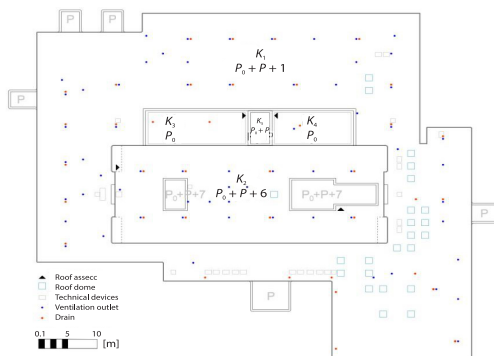 P
P
K1
P0 + P + 1
P
K3
P0
K5
P0 + P
K4
P0
K2
P0 + P + 6
P0+P+7
P0+P+7
P
P
Roof assecc
Roof dome
Technical devices
Ventilation outlet
Drain
0.1 5 10 [m]